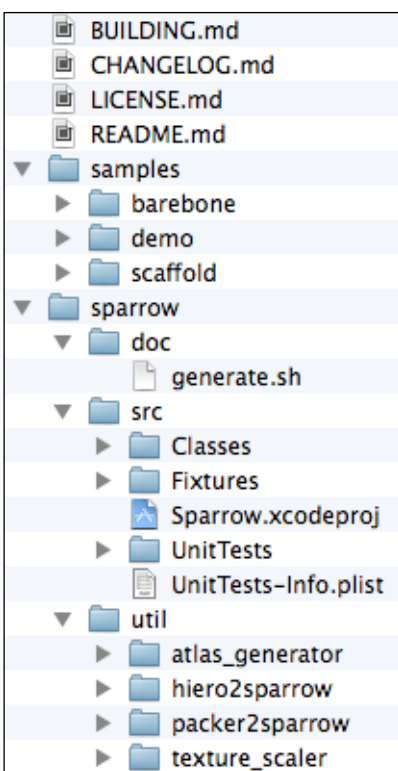 BUILDING.md
CHANGELOG.md
LICENSE.md
README.md
samples
barebone
demo
scaffold
sparrow
doc
generate.sh
src
Classes
Fixtures
Sparrow.xcodeproj
UnitTests
UnitTests-Info.plist
util
atlas_generator
hiero2sparrow
packer2sparrow
texture_scaler